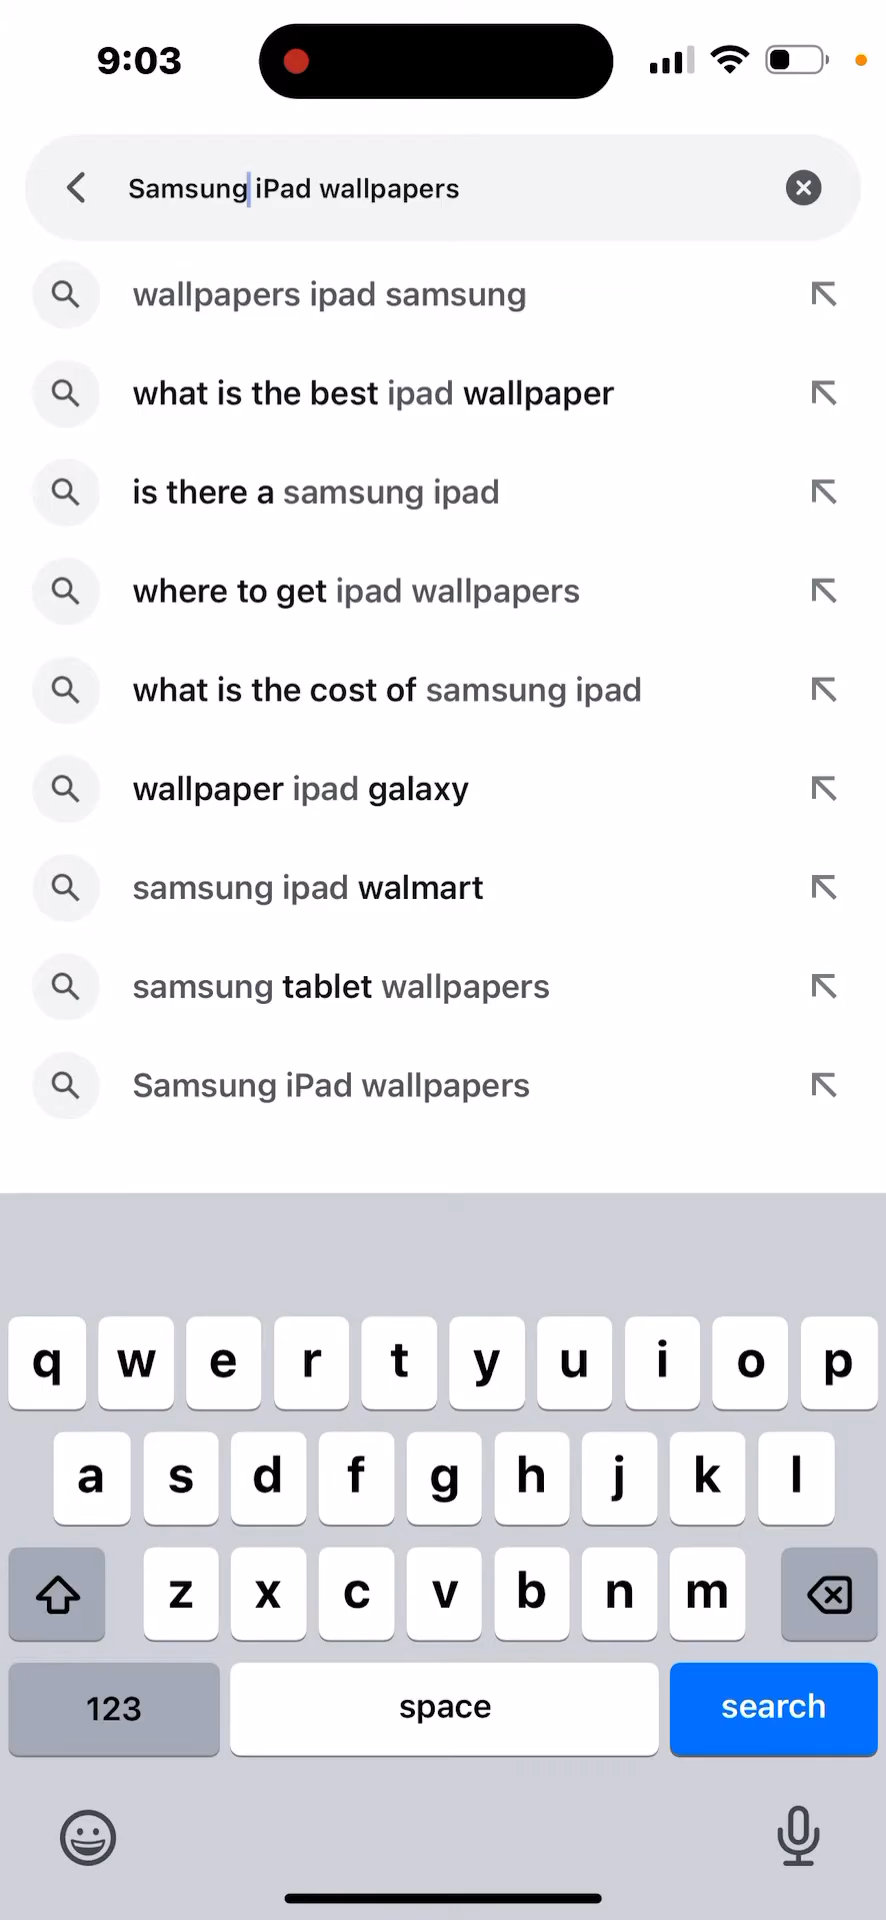 9:03
Samsung iPad wallpapers
wallpapers ipad samsung
what is the best ipad wallpaper
is there a samsung ipad
where to get ipad wallpapers
what is the cost of samsung ipad
wallpaper ipad galaxy
samsung ipad walmart
samsung tablet wallpapers
Samsung iPad wallpapers
q w e r t y u i o p
a s d f g h j k l
z x c v b n m
123 space search